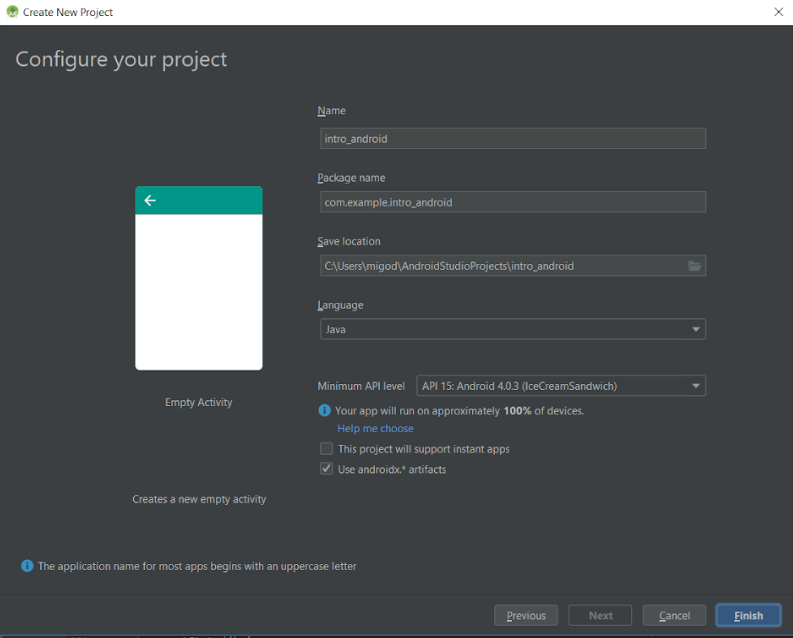 Create New Project
Configure your project
Name
intro_android
Package name
com.example.intro_android
Save location
C:\Users\migod\AndroidStudioProjects\intro_android
Language
Java
Empty Activity
Minimum API level API 15: Android 4.0.3 (IceCreamSandwich)
Your app will run on approximately 100% of devices.
Help me choose
This project will support instant apps
Use androidx.* artifacts
Creates a new empty activity
The application name for most apps begins with an uppercase letter
Previous Next Cancel Finish